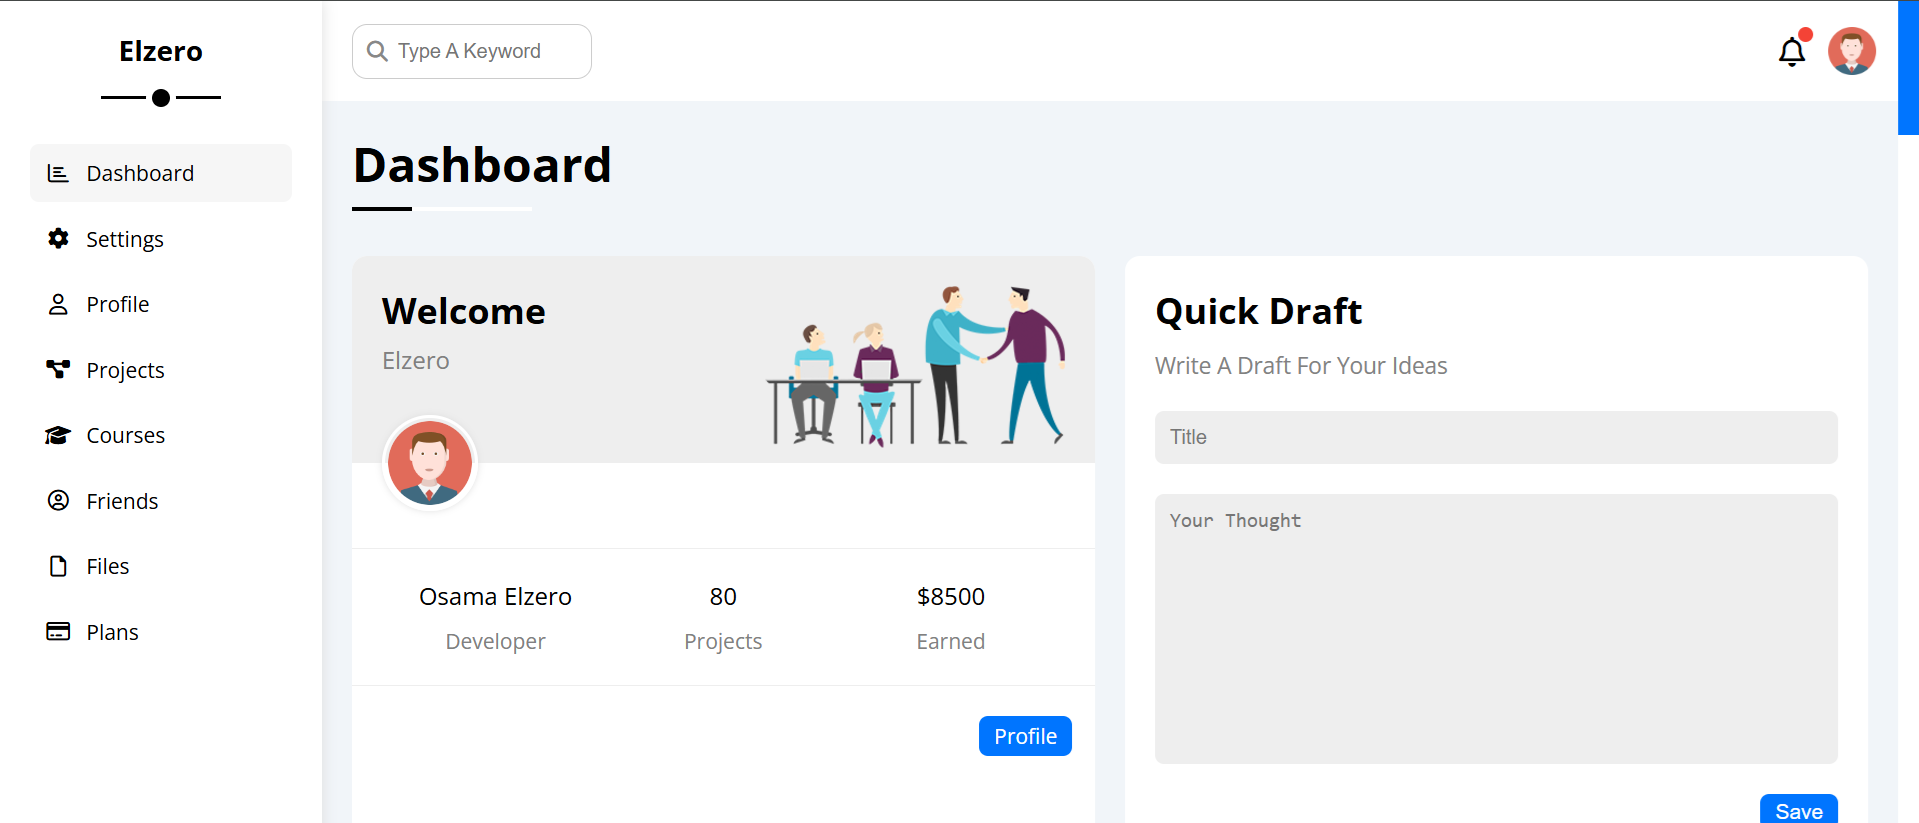 Elzero
Dashboard
Settings
Profile
Projects
Courses
Friends
Files
Plans
Type A Keyword
Dashboard
Welcome
Elzero
Osama Elzero
Developer
80
Projects
$8500
Earned
Profile
Quick Draft
Write A Draft For Your Ideas
Title
Your Thought
Save